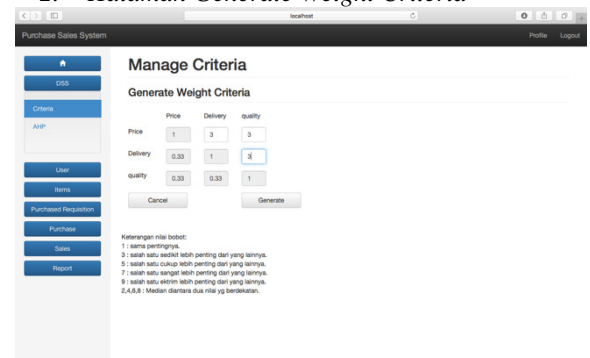 2. Halaman Generate Weight Criteria
localhost
Purchase Sales System
Profile Logout
DSS
Criteria
AHP
User
Items
Purchased Requisition
Purchase
Sales
Report
Manage Criteria
Generate Weight Criteria
Price Delivery quality
Price 1 3 3
Delivery 0.33 1 3
quality 0.33 0.33 1
Cancel Generate
Keterangan nilai bobot:
1 : sama pentingnya.
3 : salah satu sedikit lebih penting dari yang lainnya.
5 : salah satu cukup lebih penting dari yang lainnya.
7 : salah satu sangat lebih penting dari yang lainnya.
9 : salah satu ektrim lebih penting dari yang lainnya.
2,4,6,8 : Median diantara dua nilai yg berdekatan.